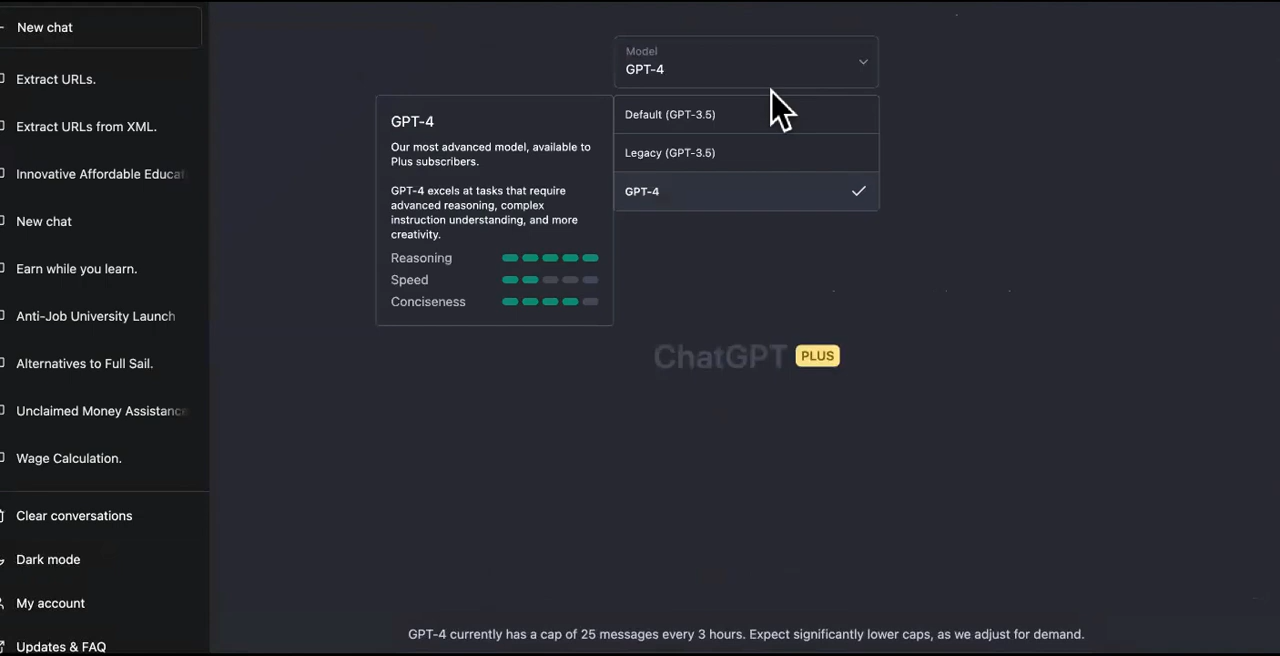 New chat
Extract URLs.
Extract URLs from XML.
Innovative Affordable Educat
New chat
Earn while you learn.
Anti-Job University Launch
Alternatives to Full Sail.
Unclaimed Money Assistance
Wage Calculation.
Clear conversations
Dark mode
My account
Updates & FAQ
Model
GPT-4
Default (GPT-3.5)
Legacy (GPT-3.5)
GPT-4
GPT-4
Our most advanced model, available to
Plus subscribers.
GPT-4 excels at tasks that require
advanced reasoning, complex
instruction understanding, and more
creativity.
Reasoning
Speed
Conciseness
ChatGPT PLUS
GPT-4 currently has a cap of 25 messages every 3 hours. Expect significantly lower caps, as we adjust for demand.